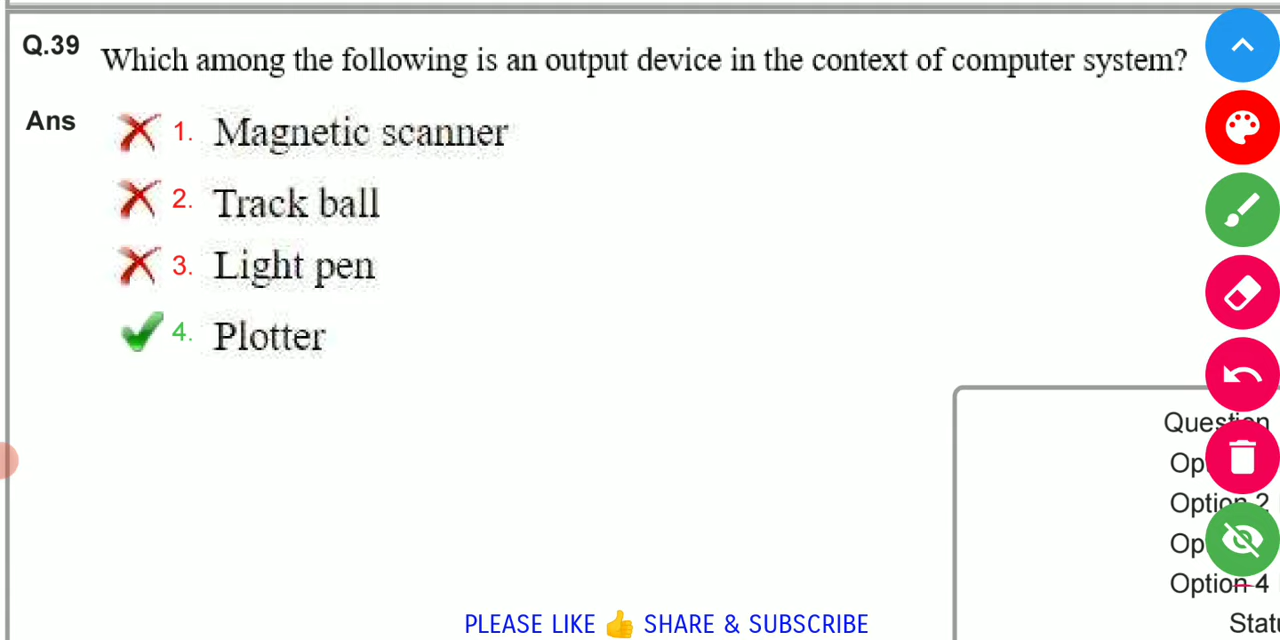 Q.39 Which among the following is an output device in the context of computer system?
Ans 1. Magnetic scanner
2. Track ball
3. Light pen
4. Plotter
Option 2
Option 4
PLEASE LIKE 👍 SHARE & SUBSCRIBE